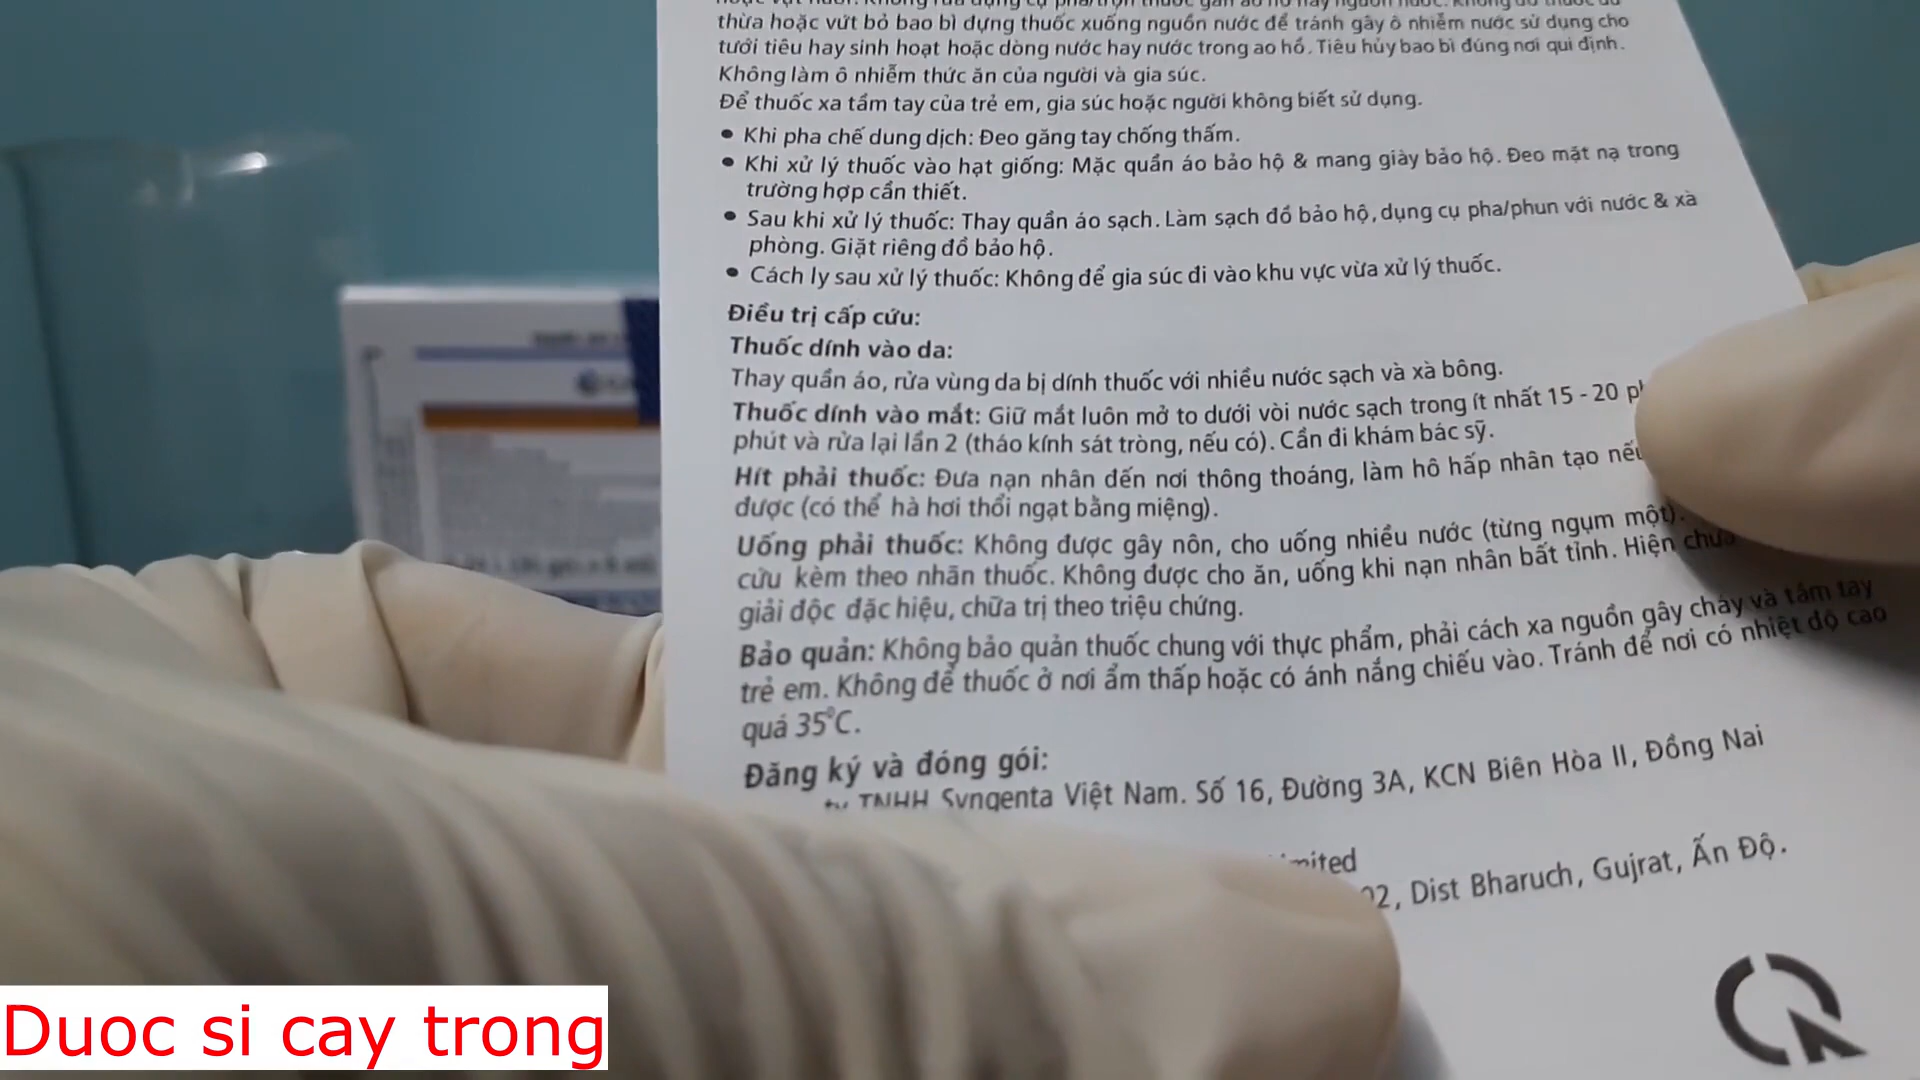 thừa hoặc vứt bỏ bao bì đựng thuốc xuống nguồn nước để tránh gây ô nhiễm nước sử dụng cho
tưới tiêu hay sinh hoạt hoặc dòng nước hay nước trong ao hồ. Tiêu hủy bao bì đúng nơi qui định.
Không làm ô nhiễm thức ăn của người và gia súc.
Để thuốc xa tầm tay của trẻ em, gia súc hoặc người không biết sử dụng.
• Khi pha chế dung dịch: Đeo găng tay chống thấm.
• Khi xử lý thuốc vào hạt giống: Mặc quần áo bảo hộ & mang giày bảo hộ. Đeo mặt nạ trong
trường hợp cần thiết.
• Sau khi xử lý thuốc: Thay quần áo sạch. Làm sạch đồ bảo hộ, dụng cụ pha/phun với nước & xà
phòng. Giặt riêng đồ bảo hộ.
• Cách ly sau xử lý thuốc: Không để gia súc đi vào khu vực vừa xử lý thuốc.
Điều trị cấp cứu:
Thuốc dính vào da:
Thay quần áo, rửa vùng da bị dính thuốc với nhiều nước sạch và xà bông.
Thuốc dính vào mắt: Giữ mắt luôn mở to dưới vòi nước sạch trong ít nhất 15 - 20
phút và rửa lại lần 2 (tháo kính sát tròng, nếu có). Cần đi khám bác sỹ.
Hít phải thuốc: Đưa nạn nhân đến nơi thông thoáng, làm hô hấp nhân tạo nếu
được (có thể hà hơi thổi ngạt bằng miệng).
Uống phải thuốc: Không được gây nôn, cho uống nhiều nước (từng ngụm một).
cứu kèm theo nhãn thuốc. Không được cho ăn, uống khi nạn nhân bất tỉnh. Hiện chưa
giải độc đặc hiệu, chữa trị theo triệu chứng.
Bảo quản: Không bảo quản thuốc chung với thực phẩm, phải cách xa nguồn gây cháy và tầm tay
trẻ em. Không để thuốc ở nơi ẩm thấp hoặc có ánh nắng chiếu vào. Tránh để nơi có nhiệt độ cao
quá 35°C.
Đăng ký và đóng gói:
TNHH Syngenta Việt Nam. Số 16, Đường 3A, KCN Biên Hòa II, Đồng Nai
Dist Bharuch, Gujrat, Ấn Độ.
Duoc si cay trong